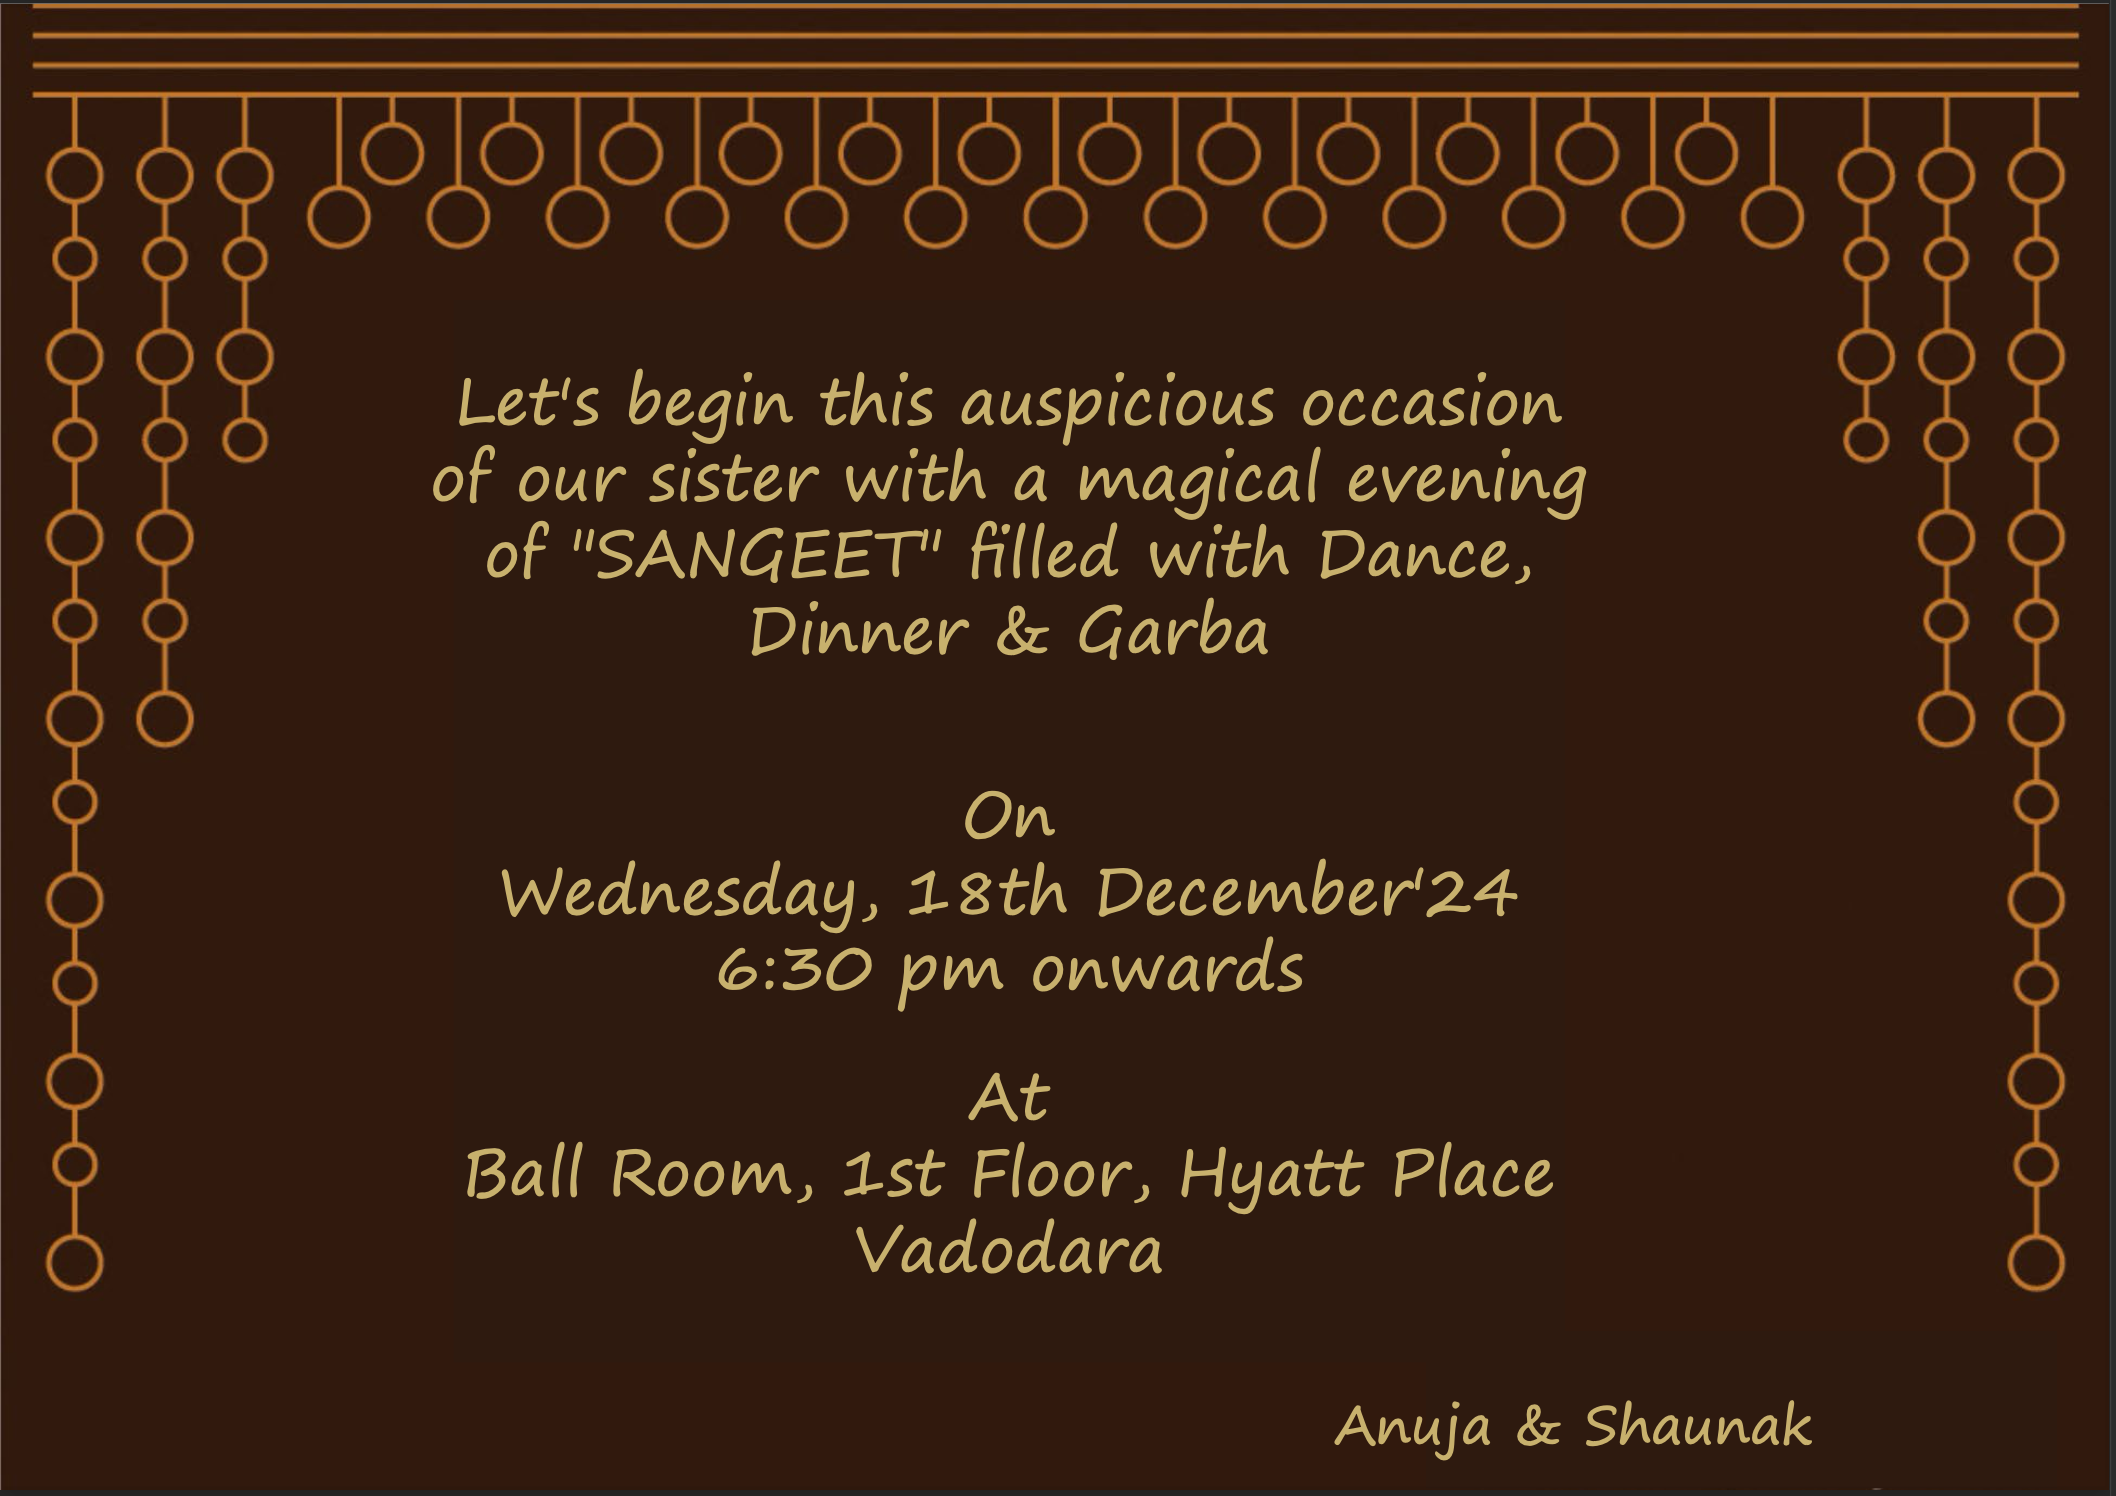 Let's begin this auspicious occasion
of our sister with a magical evening
of "SANGEET" filled with Dance,
Dinner & Garba
On
Wednesday, 18th December'24
6:30 pm onwards
At
Ball Room, 1st Floor, Hyatt Place
Vadodara
Anuja & Shaunak